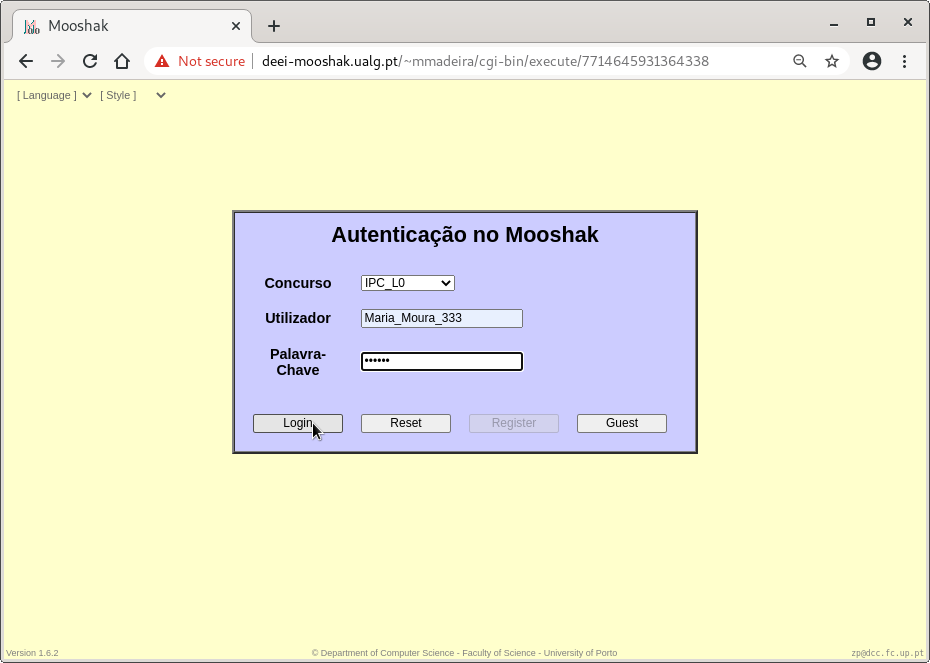 Mooshak
Not secure deei-mooshak.ualg.pt/~mmadeira/cgi-bin/execute/7714645931364338
[ Language ] [ Style ]
Autenticação no Mooshak
Concurso IPC_L0
Utilizador Maria_Moura_333
Palavra-
Chave ••••••
Login Reset Register Guest
Version 1.6.2 © Department of Computer Science - Faculty of Science - University of Porto zp@dcc.fc.up.pt